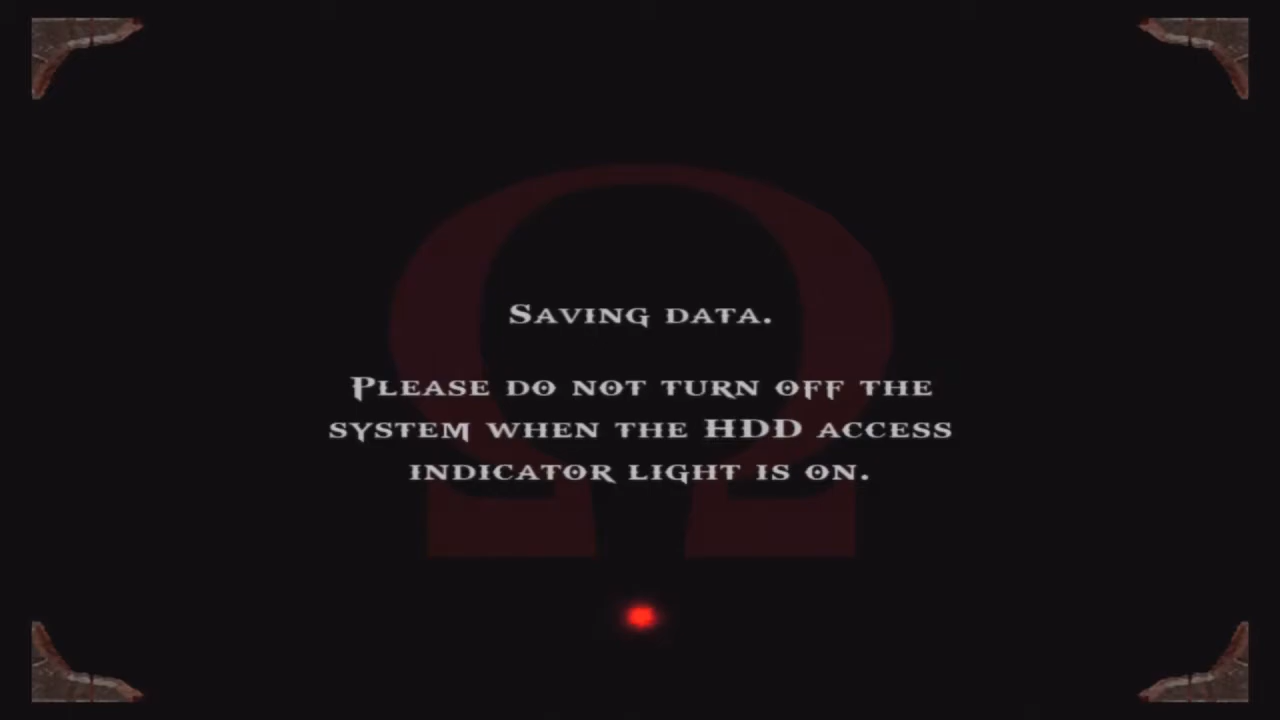 Saving data.
Please do not turn off the
system when the HDD access
indicator light is on.